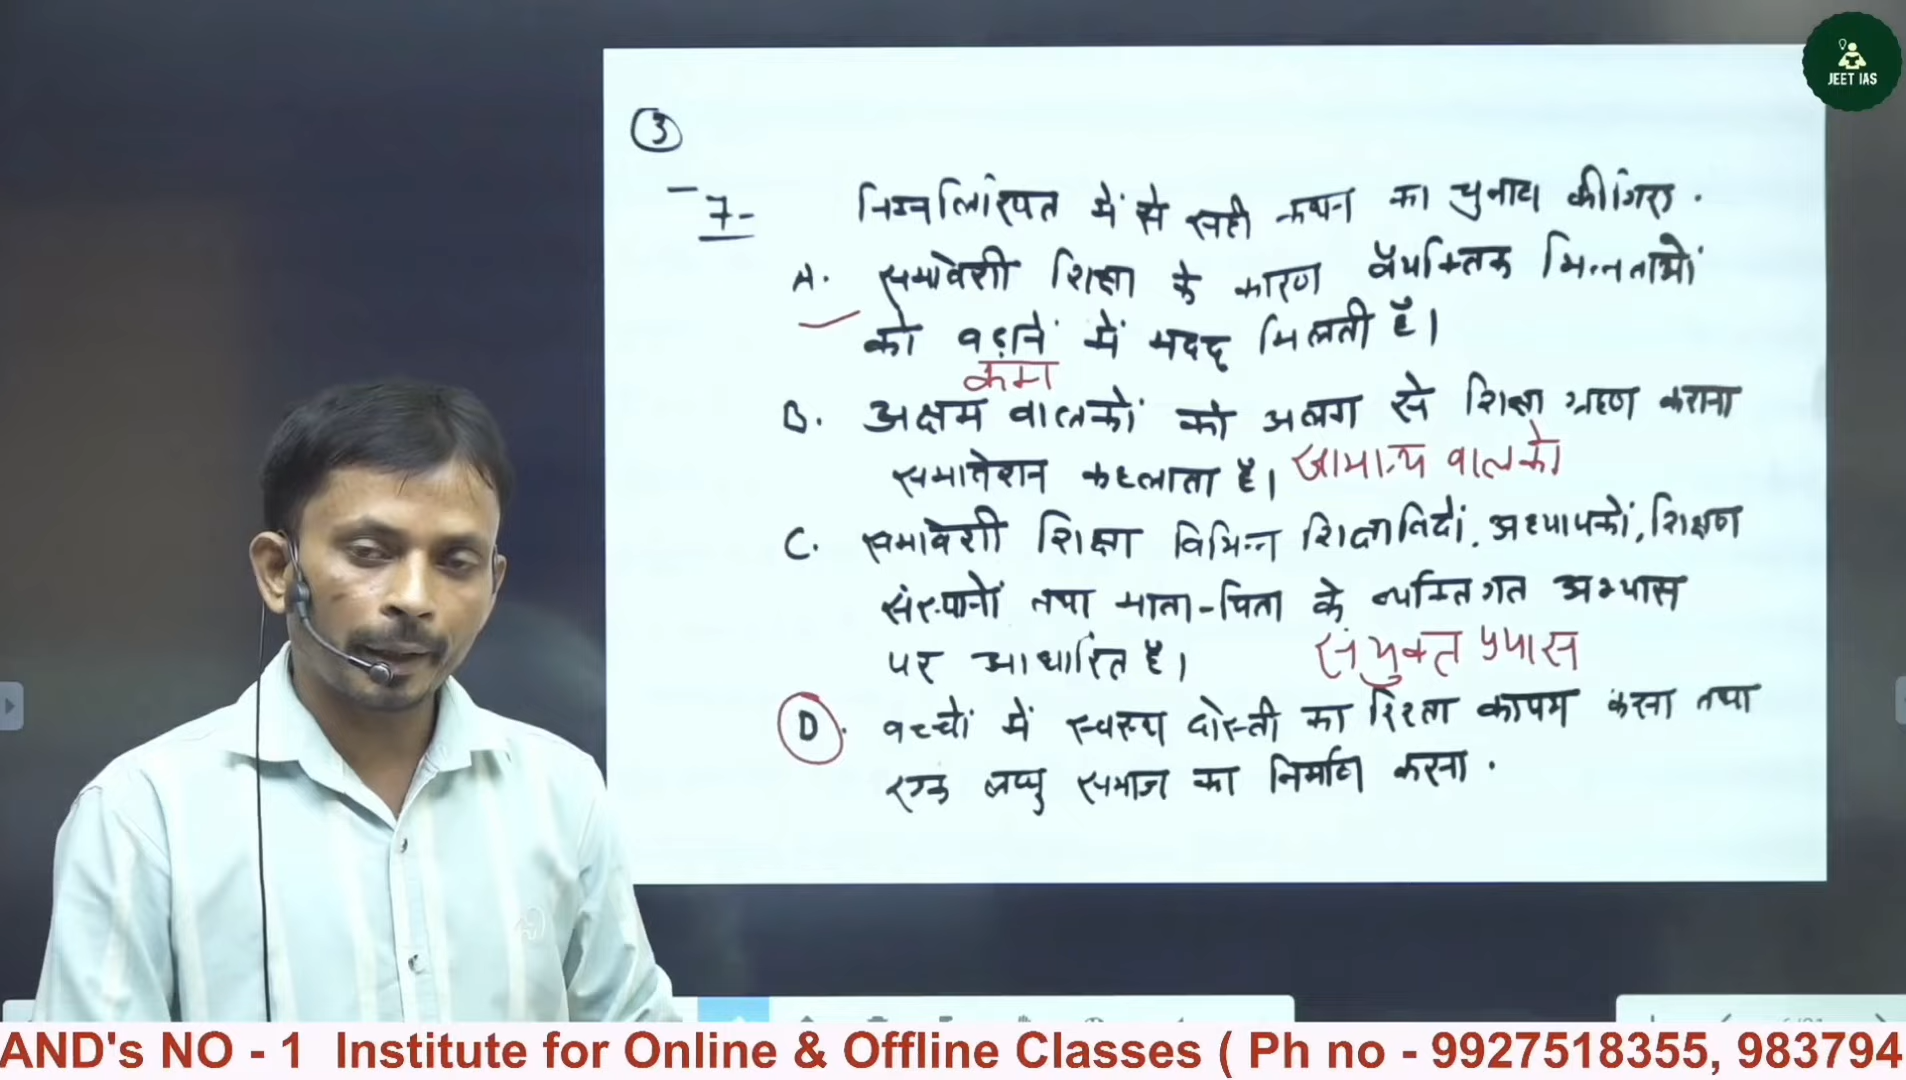 JEET IAS
3
7-
निम्नलिखित में से सही कथन का चुनाव कीजिए.
A. समावेशी शिक्षा के कारण वैयक्तिक भिन्नताओं
को बढ़ाने में मदद मिलती है।
कम
B. अक्षम बालकों को अलग से शिक्षा ग्रहण कराना
समावेशन कहलाता है। सामान्य बालको
C. समावेशी शिक्षा विभिन्न शिक्षाविदों, अध्यापकों, शिक्षण
संस्थानों तथा माता-पिता के व्यक्तिगत अभ्यास
पर आधारित है। संयुक्त प्रयास
D. बच्चों में स्वस्थ दोस्ती का रिश्ता कायम करना तथा
एक लघु समाज का निर्माण करना.
AND's NO - 1 Institute for Online & Offline Classes ( Ph no - 9927518355, 983794